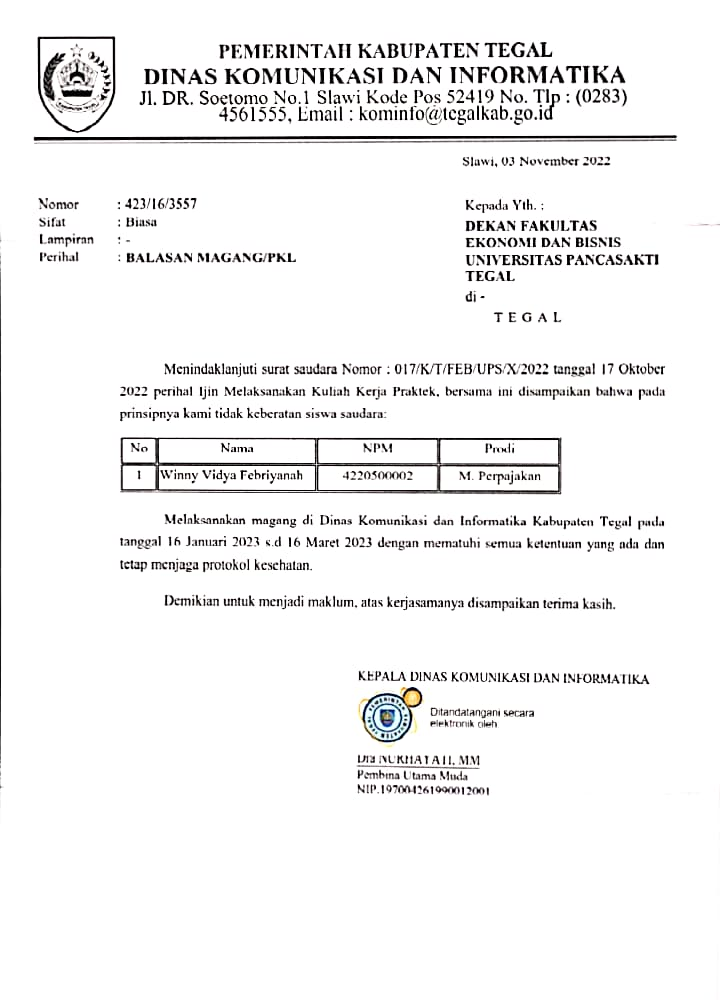 PEMERINTAH KABUPATEN TEGAL
DINAS KOMUNIKASI DAN INFORMATIKA
Jl. DR. Soetomo No.1 Slawi Kode Pos 52419 No. Tlp : (0283)
4561555, Email : kominfo@tegalkab.go.id
Slawi, 03 November 2022
Nomor : 423/16/3557
Sifat : Biasa
Lampiran : -
Perihal : BALASAN MAGANG/PKL
Kepada Yth. :
DEKAN FAKULTAS
EKONOMI DAN BISNIS
UNIVERSITAS PANCASAKTI
TEGAL
di -
T E G A L
Menindaklanjuti surat saudara Nomor : 017/K/T/FEB/UPS/X/2022 tanggal 17 Oktober
2022 perihal Ijin Melaksanakan Kuliah Kerja Praktek, bersama ini disampaikan bahwa pada
prinsipnya kami tidak keberatan siswa saudara:
No Nama NPM Prodi
1 Winny Vidya Febriyanah 4220500002 M. Perpajakan
Melaksanakan magang di Dinas Komunikasi dan Informatika Kabupaten Tegal pada
tanggal 16 Januari 2023 s.d 16 Maret 2023 dengan mematuhi semua ketentuan yang ada dan
tetap menjaga protokol kesehatan.
Demikian untuk menjadi maklum, atas kerjasamanya disampaikan terima kasih.
KEPALA DINAS KOMUNIKASI DAN INFORMATIKA
Ditandatangani secara
elektronik oleh
Dra NURHAYATI, MM
Pembina Utama Muda
NIP.197004261990012001